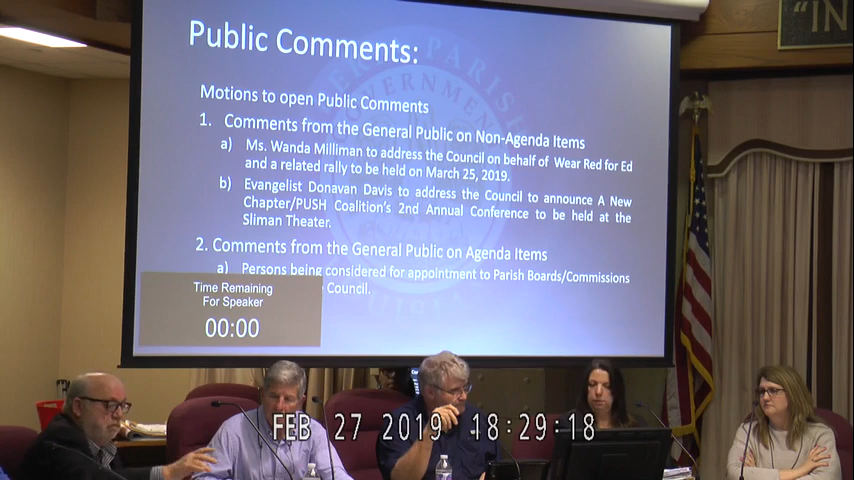 "IN
Public Comments:
Motions to open Public Comments
1. Comments from the General Public on Non-Agenda Items
a) Ms. Wanda Milliman to address the Council on behalf of Wear Red for Ed
and a related rally to be held on March 25, 2019.
b) Evangelist Donavan Davis to address the Council to announce A New
Chapter/PUSH Coalition's 2nd Annual Conference to be held at the
Sliman Theater.
2. Comments from the General Public on Agenda Items
a) Persons being considered for appointment to Parish Boards/Commissions
Council.
Time Remaining
For Speaker
00:00
FEB 27 2019 18:29:18